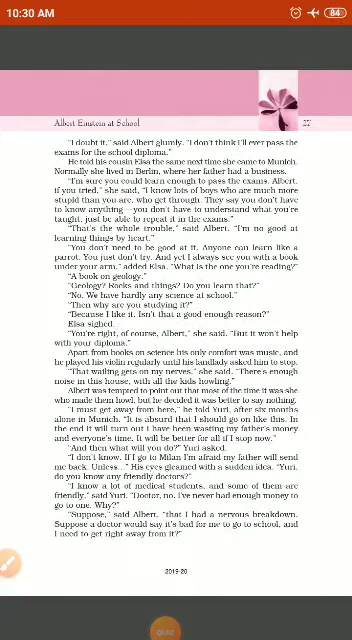 10:30 AM
84
Albert Einstein at School
27
"I doubt it," said Albert glumly. "I don't think I'll ever pass the
exams for the school diploma."
He told his cousin Elsa the same next time she came to Munich.
Normally she lived in Berlin, where her father had a business.
"I'm sure you could learn enough to pass the exams, Albert,
if you tried," she said, "I know lots of boys who are much more
stupid than you are, who get through. They say you don't have
to know anything — you don't have to understand what you're
taught, just be able to repeat it in the exams."
"That's the whole trouble," said Albert. "I'm no good at
learning things by heart."
"You don't need to be good at it. Anyone can learn like a
parrot. You just don't try. And yet I always see you with a book
under your arm," added Elsa. "What is the one you're reading?"
"A book on geology."
"Geology? Rocks and things? Do you learn that?"
"No. We have hardly any science at school."
"Then why are you studying it?"
"Because I like it. Isn't that a good enough reason?"
Elsa sighed.
"You're right, of course, Albert," she said. "But it won't help
with your diploma."
Apart from books on science his only comfort was music, and
he played his violin regularly until his landlady asked him to stop.
"That wailing gets on my nerves," she said. "There's enough
noise in this house, with all the kids howling."
Albert was tempted to point out that most of the time it was she
who made them howl, but he decided it was better to say nothing.
"I must get away from here," he told Yuri, after six months
alone in Munich. "It is absurd that I should go on like this. In
the end it will turn out I have been wasting my father's money
and everyone's time. It will be better for all if I stop now."
"And then what will you do?" Yuri asked.
"I don't know. If I go to Milan I'm afraid my father will send
me back. Unless..." His eyes gleamed with a sudden idea. "Yuri,
do you know any friendly doctors?"
"I know a lot of medical students, and some of them are
friendly," said Yuri. "Doctor, no. I've never had enough money to
go to one. Why?"
"Suppose," said Albert, "that I had a nervous breakdown.
Suppose a doctor would say it's bad for me to go to school, and
I need to get right away from it?"
2019-20